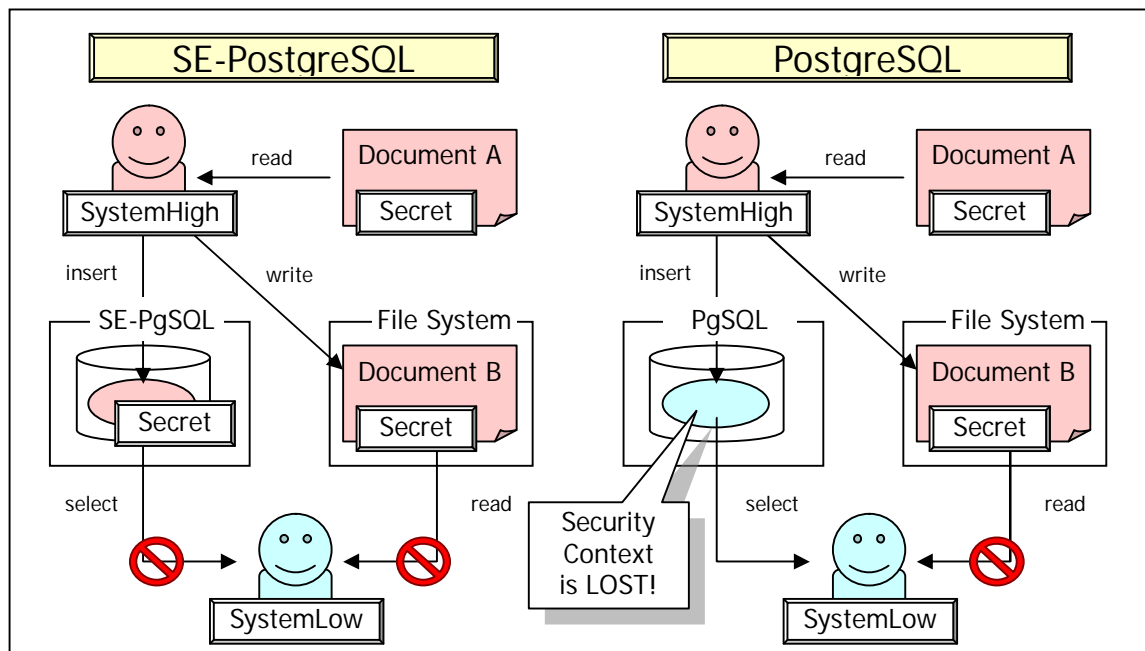 SE-PostgreSQL
read
Document A
Secret
SystemHigh
insert
write
SE-PgSQL
File System
Document B
Secret
Secret
select
read
SystemLow
PostgreSQL
read
Document A
Secret
SystemHigh
insert
write
PgSQL
File System
Document B
Secret
Security
Context
is LOST!
select
read
SystemLow